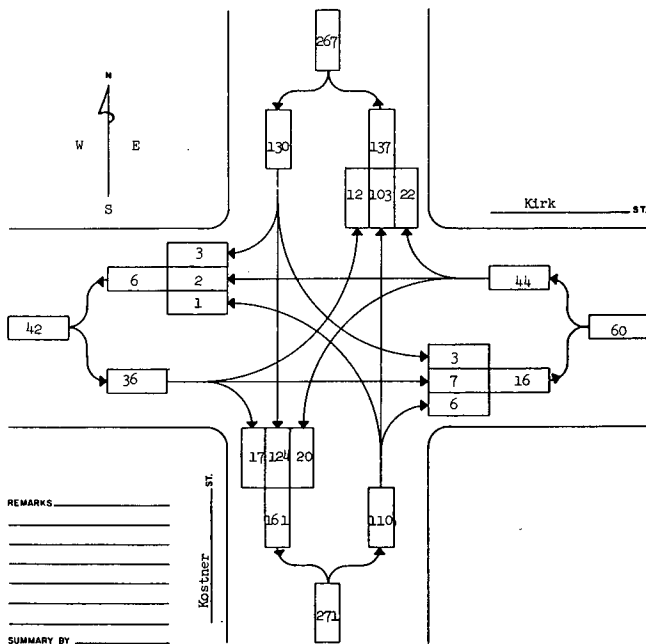 267
N
130
137
W E
12 103 22
S
Kirk ST.
3
6 2 44
1
42 60
3
36 7 16
6
17 124 20
REMARKS
ST.
161 110
Kostner
271
SUMMARY BY